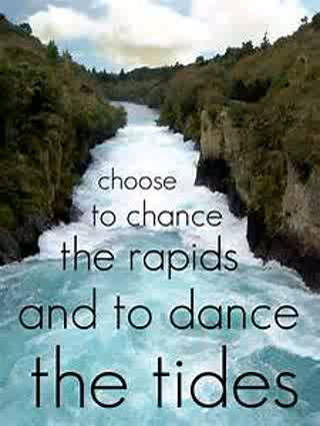 choose
to chance
the rapids
and to dance
the tides